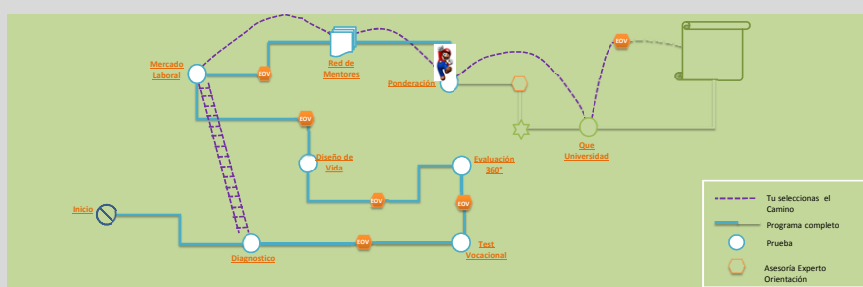 Mercado
Laboral
EOV
Red de
Mentores
Ponderación
EOV
EOV
Diseño de
Vida
Evaluación
360°
Que
Universidad
Inicio
EOV
EOV
Diagnostico
EOV
Test
Vocacional
Tu seleccionas el
Camino
Programa completo
Prueba
Asesoría Experto
Orientación